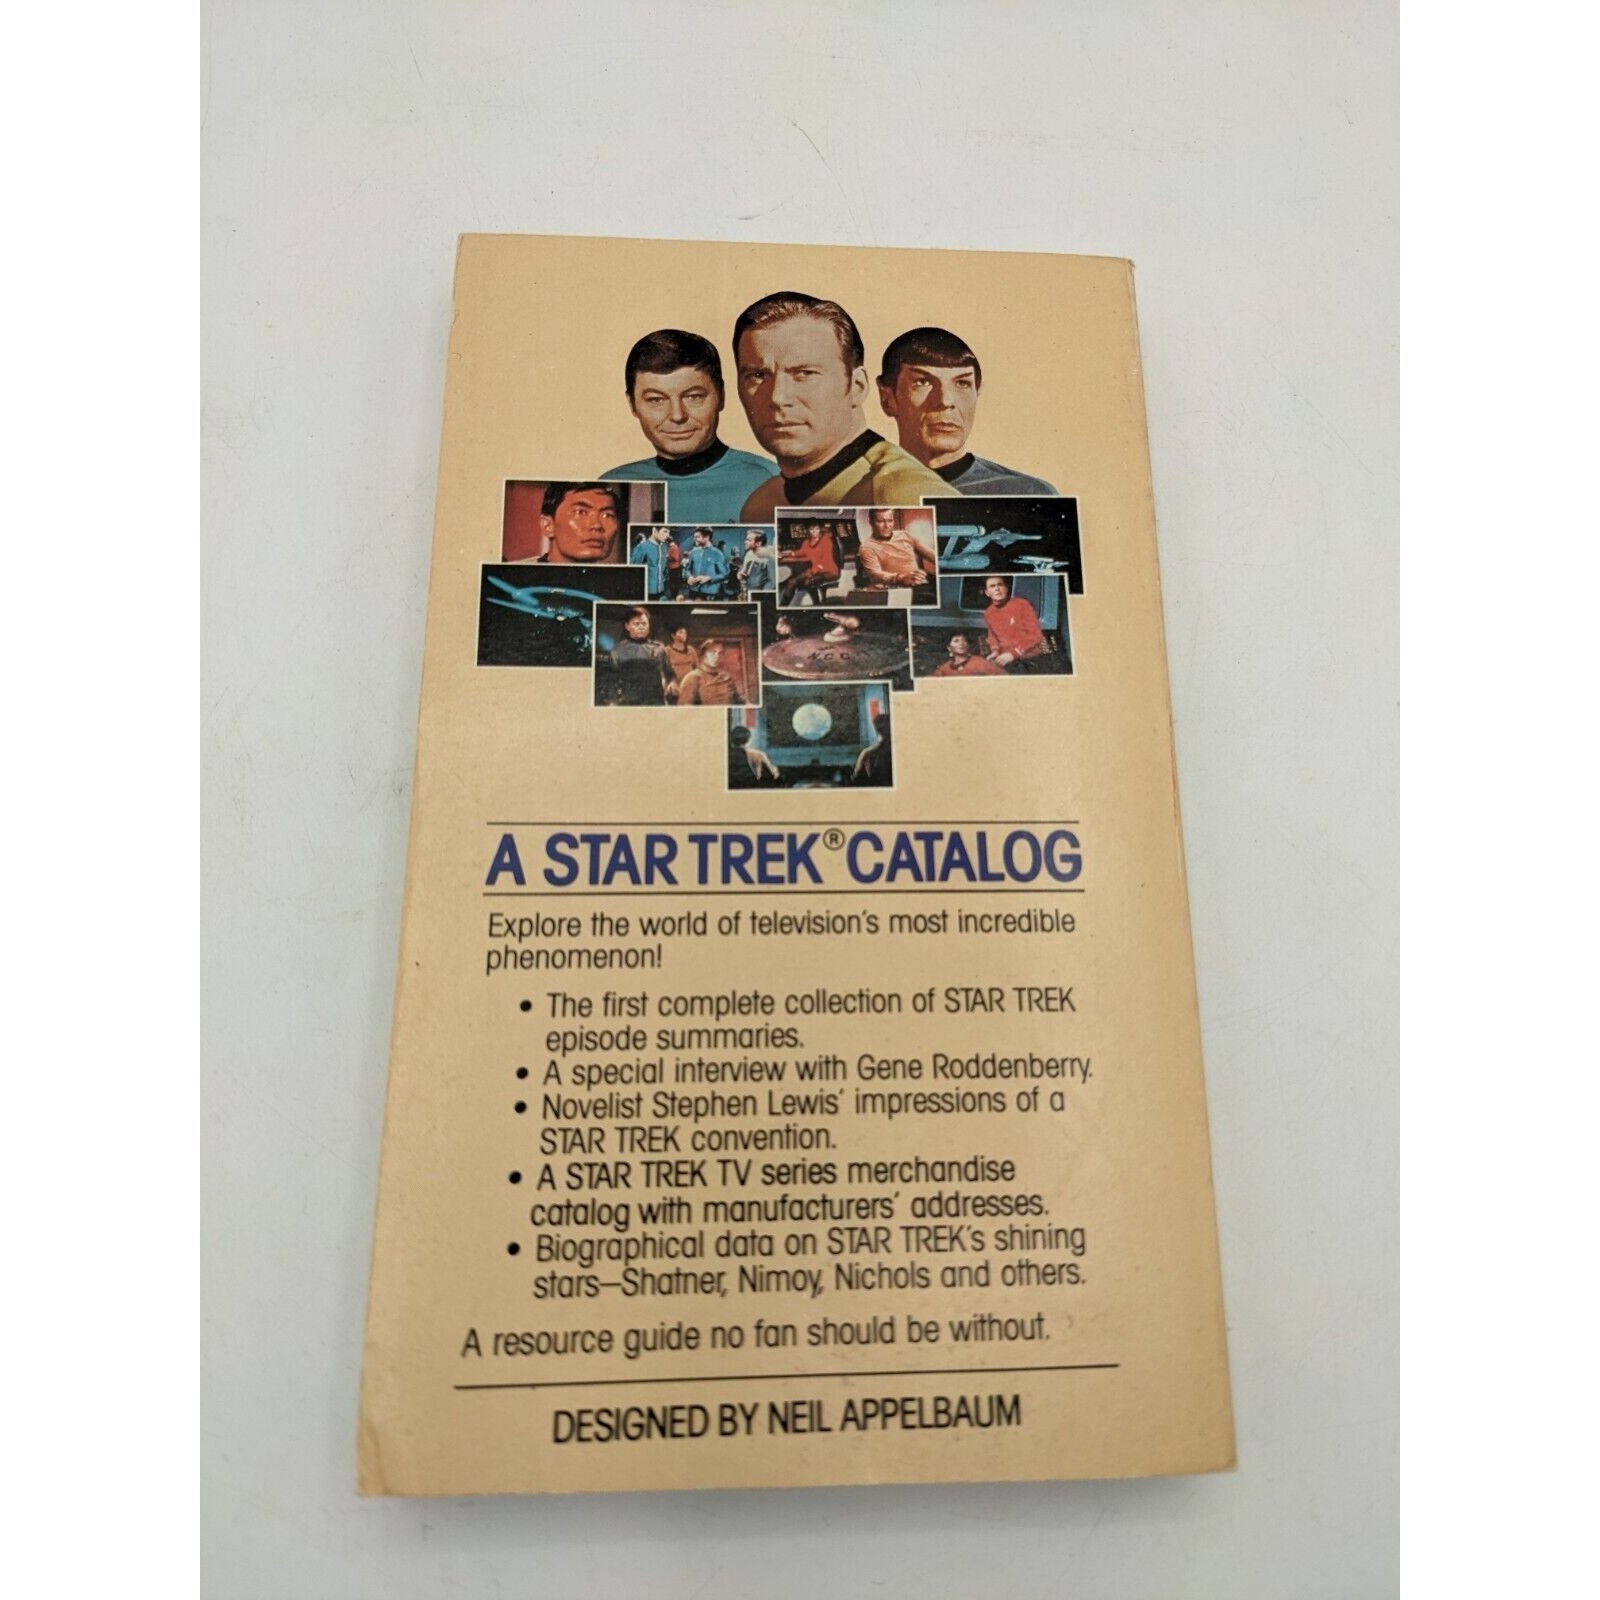 N.C.C.
A STAR TREK® CATALOG
Explore the world of television's most incredible
phenomenon!
• The first complete collection of STAR TREK
episode summaries.
• A special interview with Gene Roddenberry.
• Novelist Stephen Lewis' impressions of a
STAR TREK convention.
• A STAR TREK TV series merchandise
catalog with manufacturers' addresses.
• Biographical data on STAR TREK's shining
stars—Shatner, Nimoy, Nichols and others.
A resource guide no fan should be without.
DESIGNED BY NEIL APPELBAUM